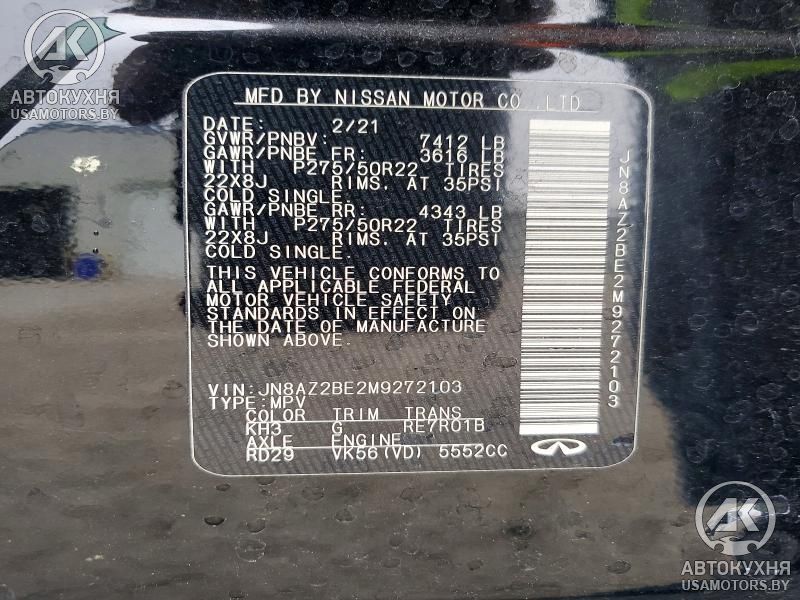 AK
АВТОКУХНЯ
USAMOTORS.BY
MFD BY NISSAN MOTOR CO.,LTD
DATE: 2/21
GVWR/PNBV: 7412 LB
GAWR/PNBE FR: 3616 LB
WITH P275/50R22 TIRES
22X8J RIMS. AT 35PSI
COLD SINGLE.
GAWR/PNBE RR: 4343 LB
WITH P275/50R22 TIRES
22X8J RIMS. AT 35PSI
COLD SINGLE.
THIS VEHICLE CONFORMS TO
ALL APPLICABLE FEDERAL
MOTOR VEHICLE SAFETY
STANDARDS IN EFFECT ON
THE DATE OF MANUFACTURE
SHOWN ABOVE.
VIN: JN8AZ2BE2M9272103
TYPE: MPV
COLOR TRIM TRANS
KH3 G RE7R01B
AXLE ENGINE
RD29 VK56(VD) 5552CC
JN8AZ2BE2M9272103
AK
АВТОКУХНЯ
USAMOTORS.BY